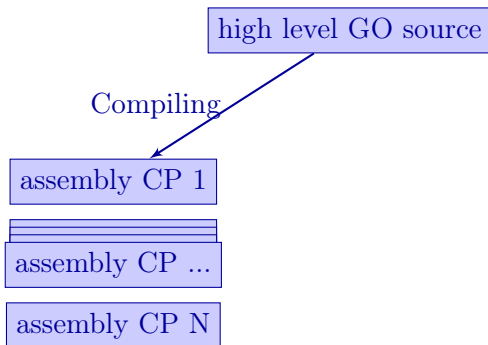 high level GO source
Compiling
assembly CP 1
assembly CP ...
assembly CP N